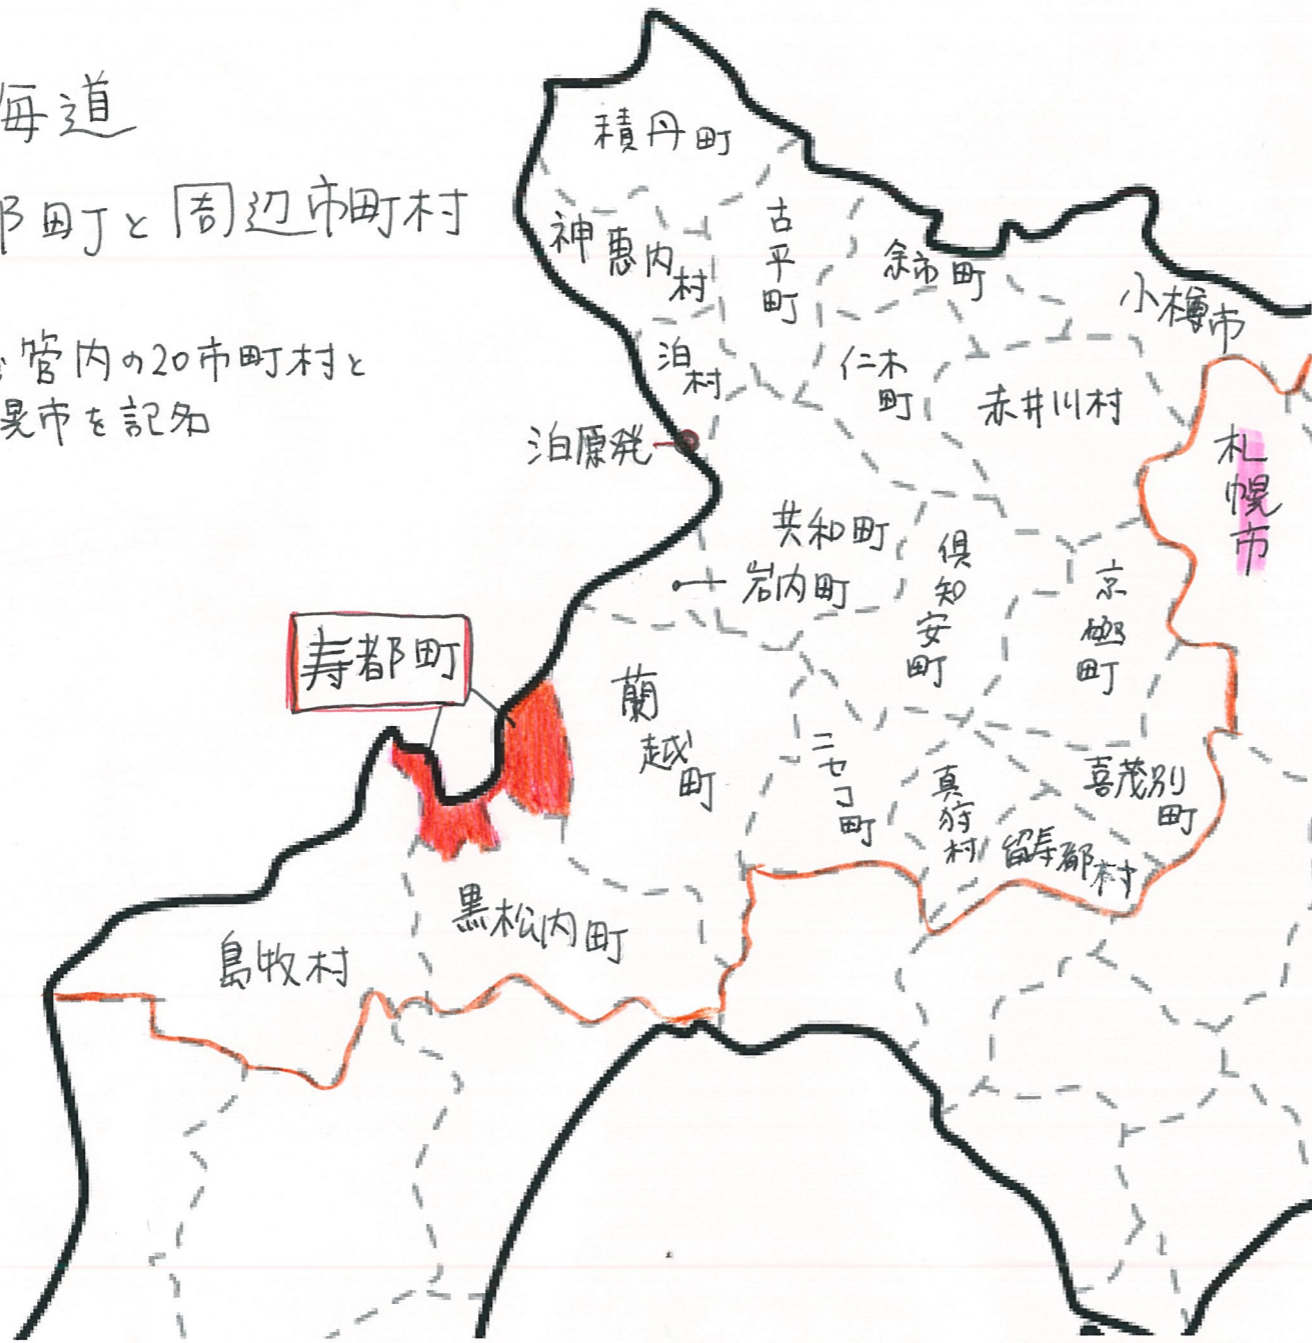 海道
都町と周辺市町村
管内の20市町村と
幌市を記名
積丹町
神恵内村
古平町
余市町
小樽市
泊村
仁木町
赤井川村
泊原発
札幌市
共和町
岩内町
倶知安町
京極町
寿都町
蘭越町
ニセコ町
真狩村
喜茂別町
留寿都村
黒松内町
島牧村